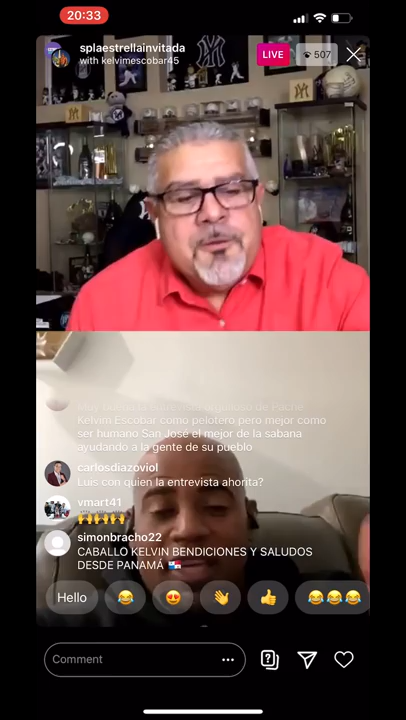 20:33
splaestrellainvitada
with kelvimescobar45
LIVE
507
Kelvim Escobar como pelotero pero mejor como
ser humano San José el mejor de la sabana
ayudando a la gente de su pueblo
carlosdiazoviol
Luis con quien la entrevista ahorita?
vmart41
🙌🙌🙌🙌
simonbracho22
CABALLO KELVIN BENDICIONES Y SALUDOS
DESDE PANAMÁ 🇵🇦
Hello 😂 😍 👋 👍 😂😂😂
Comment